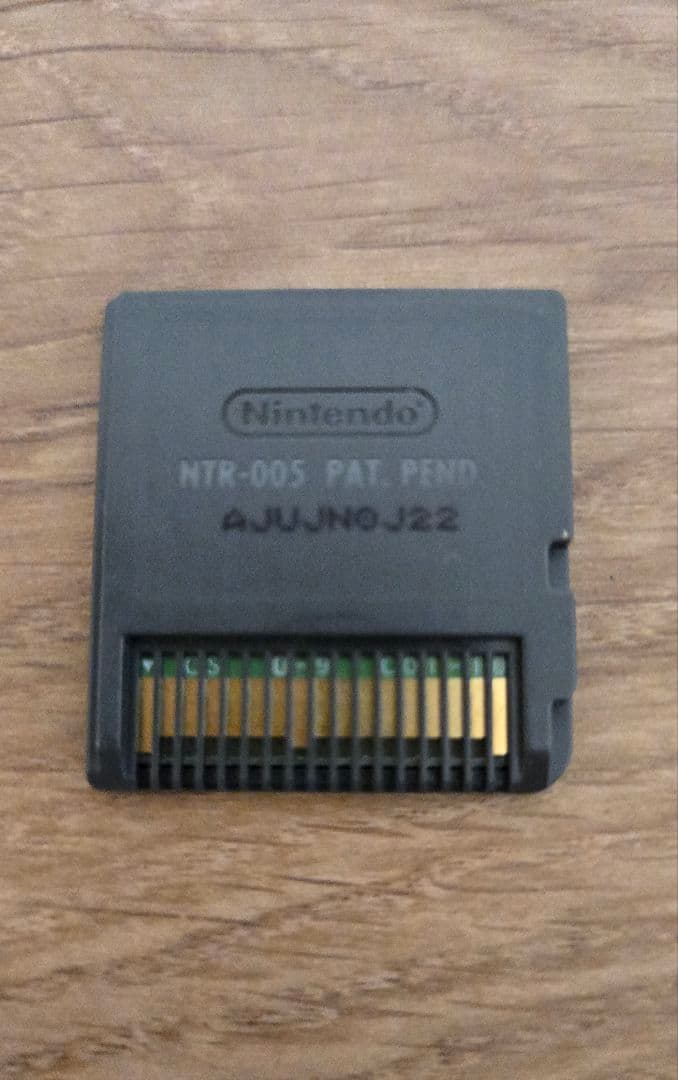 Nintendo®
NTR-005 PAT. PEND
AJUJN0J22